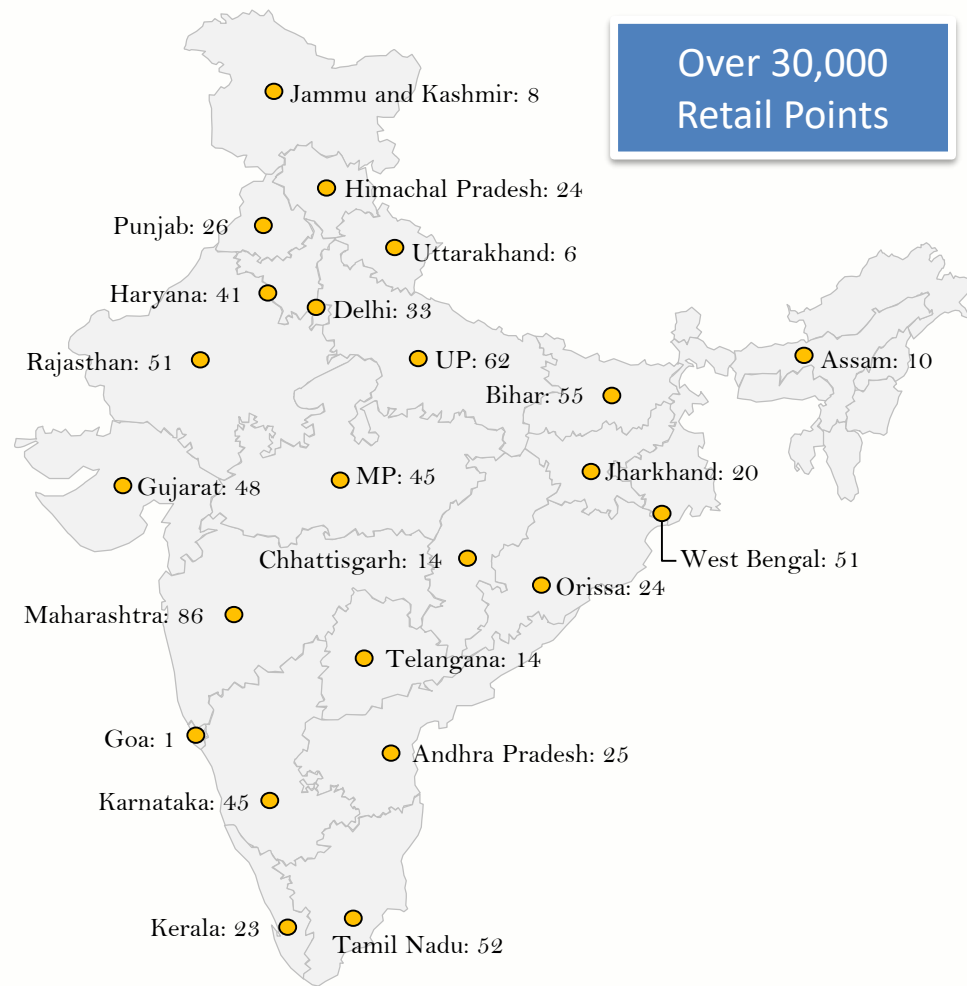 Over 30,000
Retail Points
Jammu and Kashmir: 8
Himachal Pradesh: 24
Punjab: 26
Uttarakhand: 6
Haryana: 41
Delhi: 33
Rajasthan: 51
UP: 62
Assam: 10
Bihar: 55
Gujarat: 48
MP: 45
Jharkhand: 20
Chhattisgarh: 14
West Bengal: 51
Orissa: 24
Maharashtra: 86
Telangana: 14
Goa: 1
Andhra Pradesh: 25
Karnataka: 45
Kerala: 23
Tamil Nadu: 52